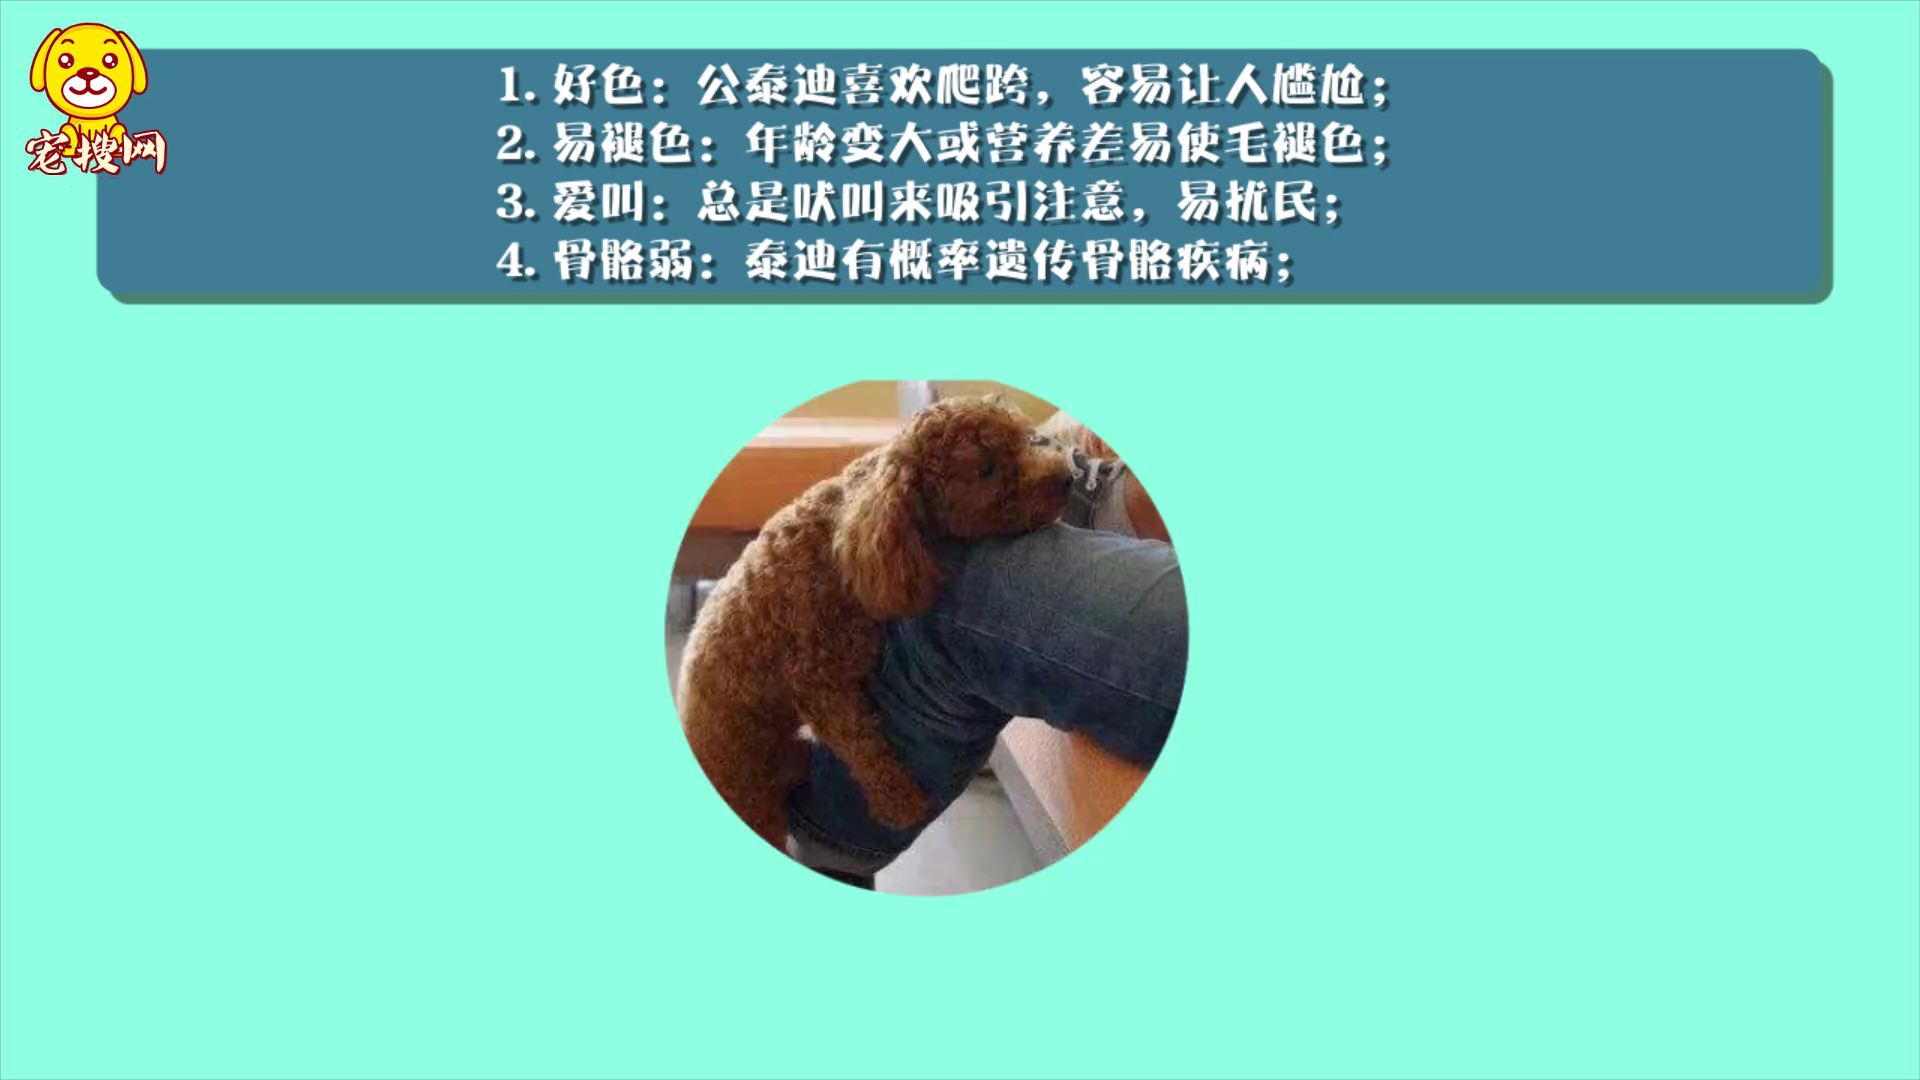 宠搜网
1. 好色：公泰迪喜欢爬跨，容易让人尴尬；
2. 易褪色：年龄变大或营养差易使毛褪色；
3. 爱叫：总是吠叫来吸引注意，易扰民；
4. 骨骼弱：泰迪有概率遗传骨骼疾病；